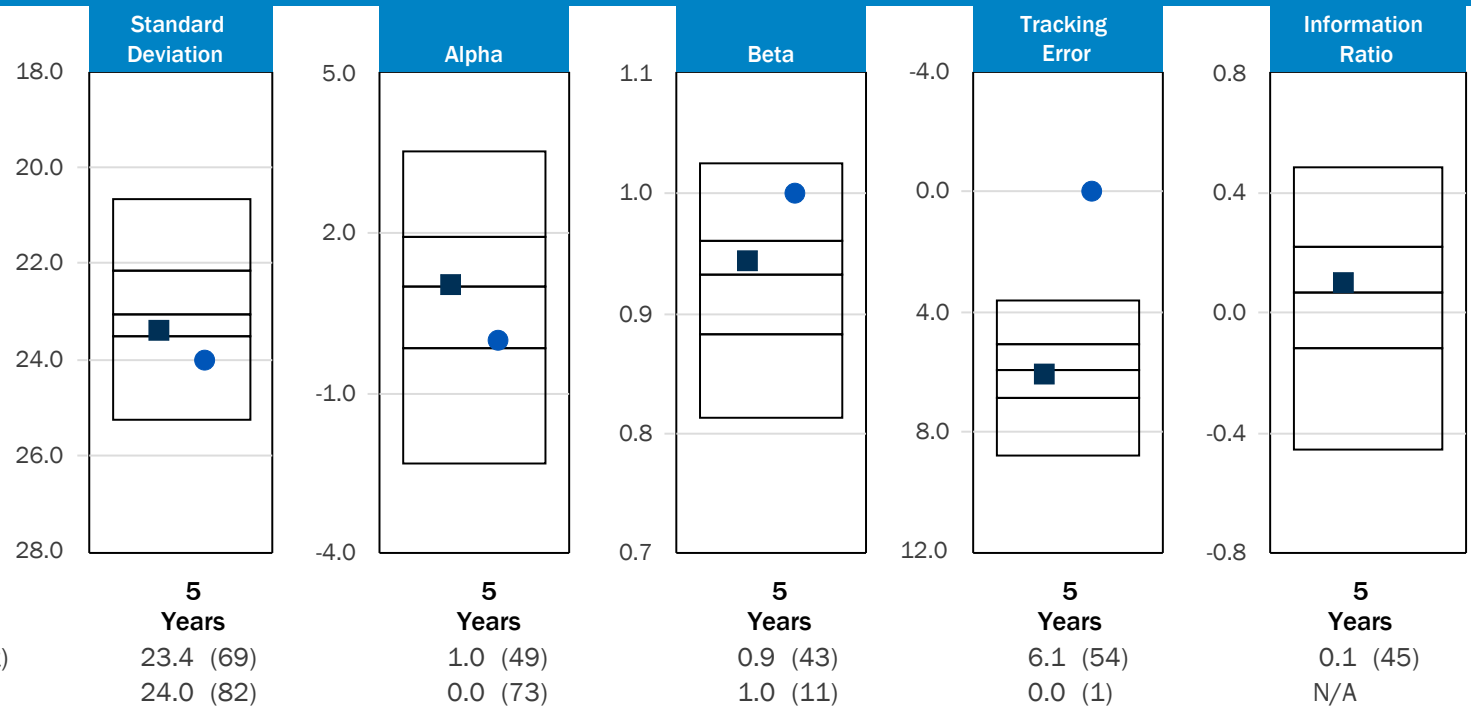 Standard
Deviation
Alpha
Beta
Tracking
Error
Information
Ratio
18.0
20.0
22.0
24.0
26.0
28.0
5.0
2.0
-1.0
-4.0
1.1
1.0
0.9
0.8
0.7
-4.0
0.0
4.0
8.0
12.0
0.8
0.4
0.0
-0.4
-0.8
5
Years
5
Years
5
Years
5
Years
5
Years
) 23.4 (69) 1.0 (49) 0.9 (43) 6.1 (54) 0.1 (45)
24.0 (82) 0.0 (73) 1.0 (11) 0.0 (1) N/A